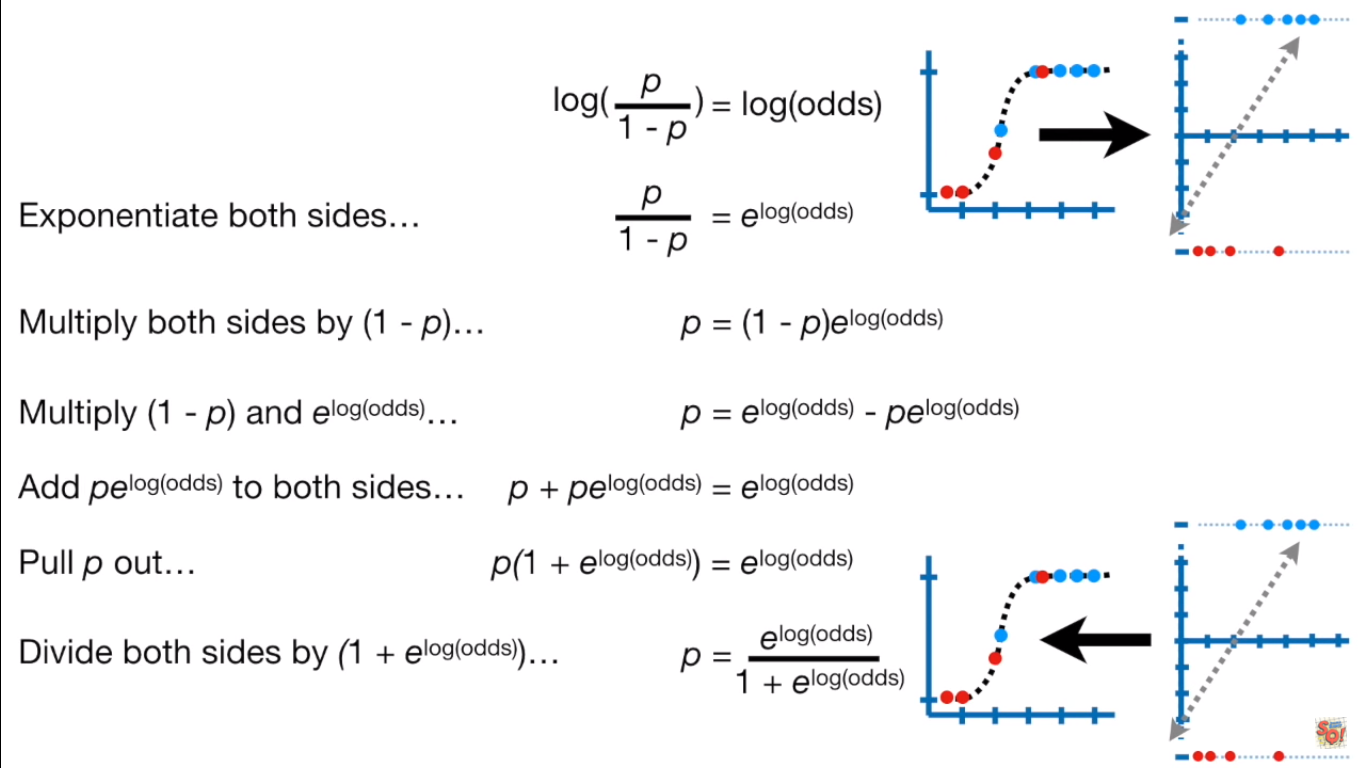 log(p/1 - p) = log(odds)
Exponentiate both sides… p/1 - p = e^log(odds)
Multiply both sides by (1 - p)… p = (1 - p)e^log(odds)
Multiply (1 - p) and e^log(odds)… p = e^log(odds) - pe^log(odds)
Add pe^log(odds) to both sides… p + pe^log(odds) = e^log(odds)
Pull p out… p(1 + e^log(odds)) = e^log(odds)
Divide both sides by (1 + e^log(odds))… p = e^log(odds)/1 + e^log(odds)
SQ!